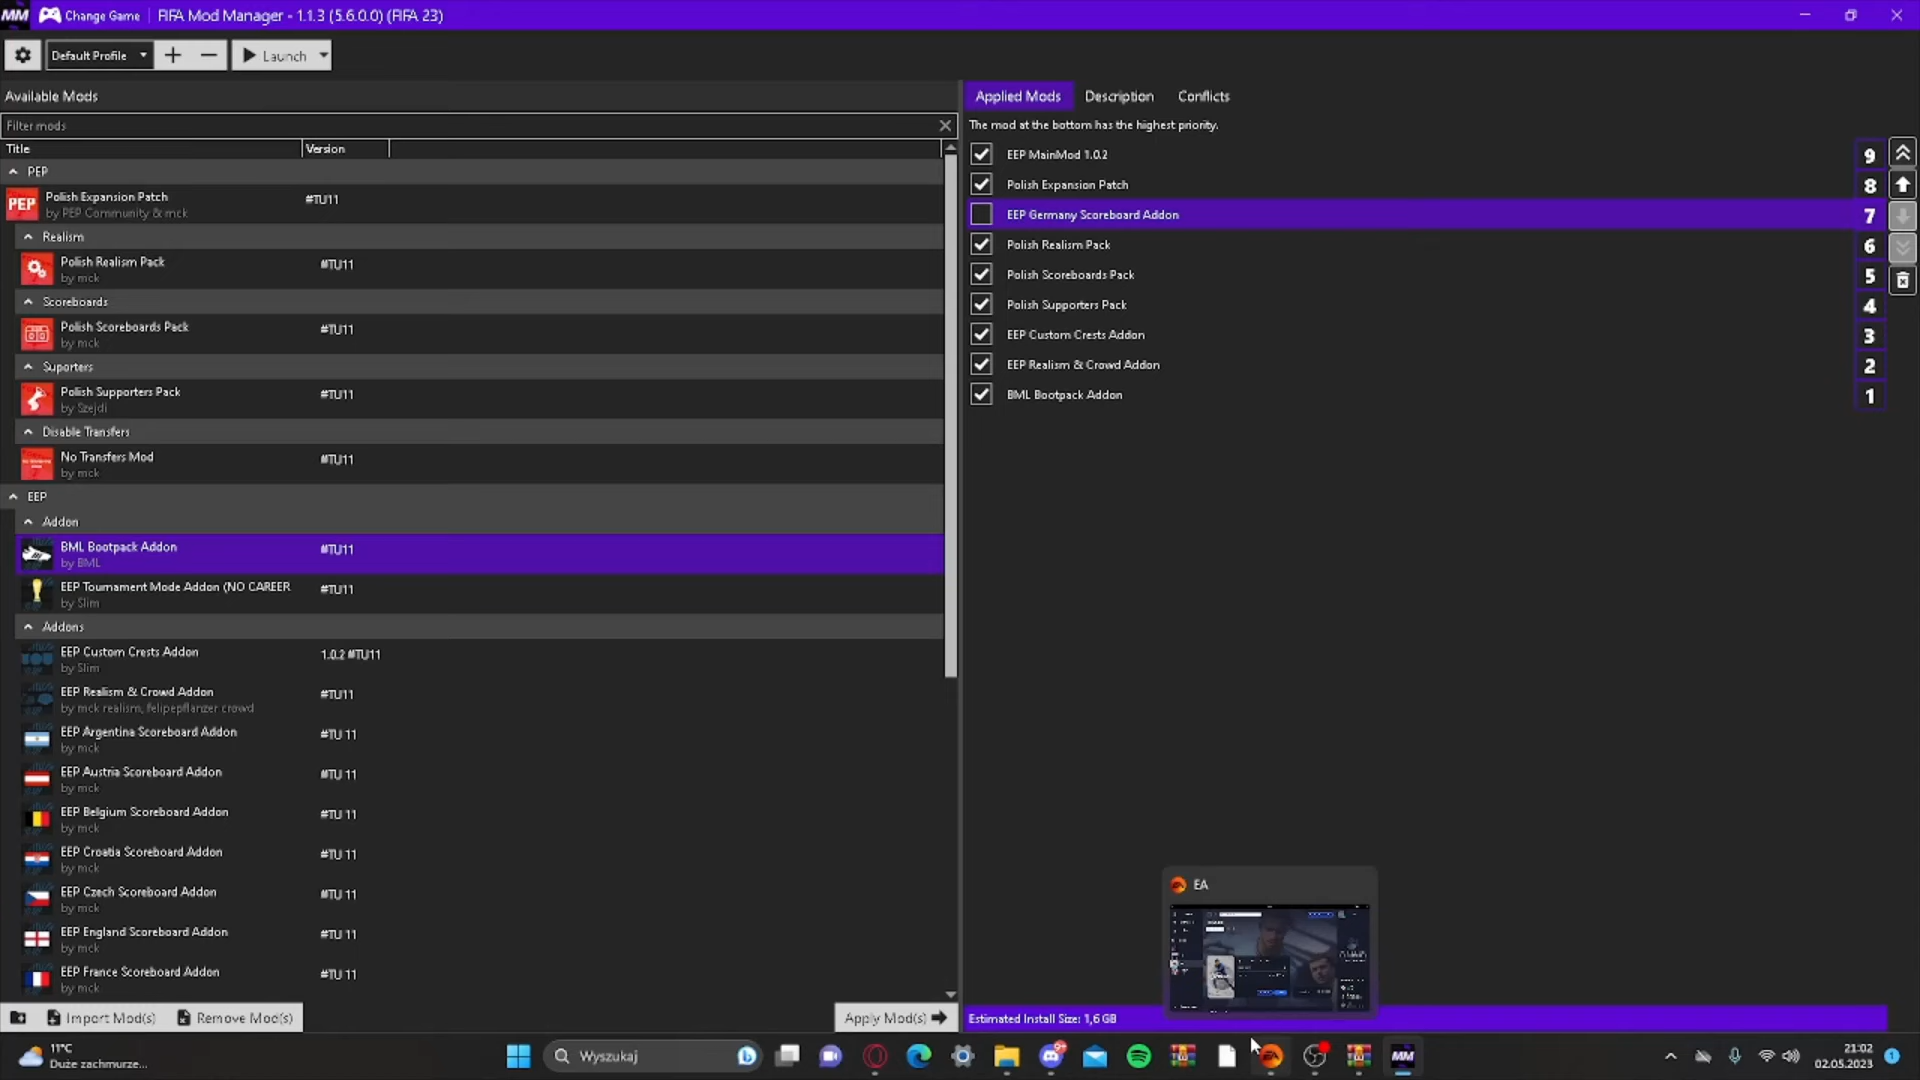 MM Change Game FIFA Mod Manager - 1.1.3 (5.6.0.0) (FIFA 23)
Default Profile Launch
Available Mods
Filter mods
Title Version
PEP
PEP Polish Expansion Patch #TU11
by PEP Community & mck
Realism
Polish Realism Pack #TU11
by mck
Scoreboards
Polish Scoreboards Pack #TU11
by mck
Suporters
Polish Supporters Pack #TU11
by Szejdi
Disable Transfers
No Transfers Mod #TU11
by mck
EEP
Addon
BML Bootpack Addon #TU11
by BML
EEP Tournament Mode Addon (NO CAREER #TU11
by Slim
Addons
EEP Custom Crests Addon 1.0.2 #TU11
by Slim
EEP Realism & Crowd Addon #TU11
by mck realism, felipepflanzer crowd
EEP Argentina Scoreboard Addon #TU 11
by mck
EEP Austria Scoreboard Addon #TU 11
by mck
EEP Belgium Scoreboard Addon #TU 11
by mck
EEP Croatia Scoreboard Addon #TU 11
by mck
EEP Czech Scoreboard Addon #TU 11
by mck
EEP England Scoreboard Addon #TU 11
by mck
EEP France Scoreboard Addon #TU 11
by mck
Import Mod(s) Remove Mod(s) Apply Mod(s)
Applied Mods Description Conflicts
The mod at the bottom has the highest priority.
EEP MainMod 1.0.2 9
Polish Expansion Patch 8
EEP Germany Scoreboard Addon 7
Polish Realism Pack 6
Polish Scoreboards Pack 5
Polish Supporters Pack 4
EEP Custom Crests Addon 3
EEP Realism & Crowd Addon 2
BML Bootpack Addon 1
EA
Estimated Install Size: 1,6 GB
11°C
Duże zachmurze...
Wyszukaj
EA
MM
21:02
02.05.2023
1